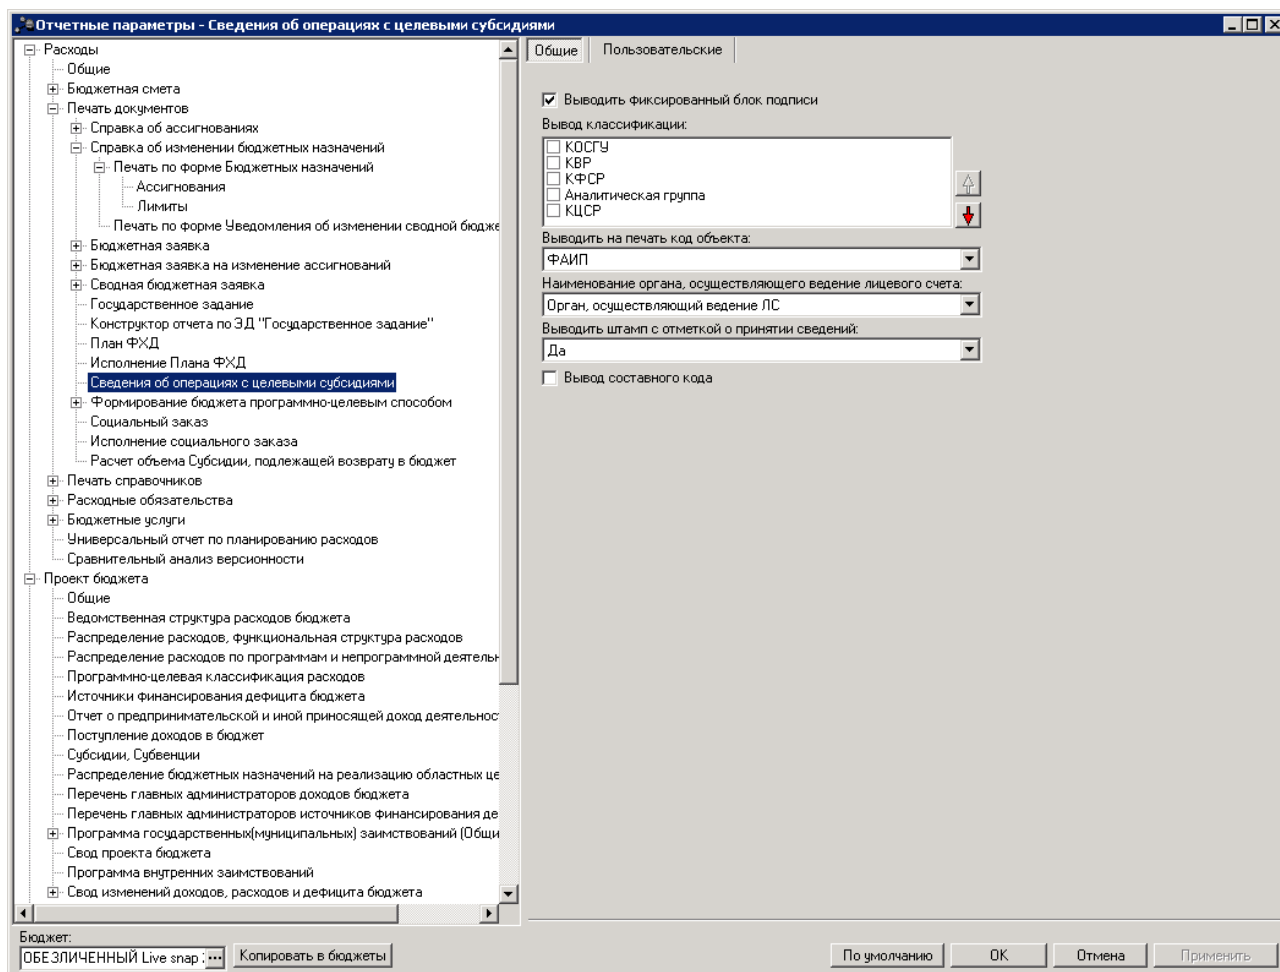 Отчетные параметры - Сведения об операциях с целевыми субсидиями
Расходы
Общие
Бюджетная смета
Печать документов
Справка об ассигнованиях
Справка об изменении бюджетных назначений
Печать по форме Бюджетных назначений
Ассигнования
Лимиты
Печать по форме Уведомления об изменении сводной бюдже
Бюджетная заявка
Бюджетная заявка на изменение ассигнований
Сводная бюджетная заявка
Государственное задание
Конструктор отчета по ЭД "Государственное задание"
План ФХД
Исполнение Плана ФХД
Сведения об операциях с целевыми субсидиями
Формирование бюджета программно-целевым способом
Социальный заказ
Исполнение социального заказа
Расчет объема Субсидии, подлежащей возврату в бюджет
Печать справочников
Расходные обязательства
Бюджетные услуги
Универсальный отчет по планированию расходов
Сравнительный анализ версионности
Проект бюджета
Общие
Ведомственная структура расходов бюджета
Распределение расходов, функциональная структура расходов
Распределение расходов по программам и непрограммной деятельн
Программно-целевая классификация расходов
Источники финансирования дефицита бюджета
Отчет о предпринимательской и иной приносящей доход деятельнос
Поступление доходов в бюджет
Субсидии, Субвенции
Распределение бюджетных назначений на реализацию областных це
Перечень главных администраторов доходов бюджета
Перечень главных администраторов источников финансирования де
Программа государственных(муниципальных) заимствований (Общи
Свод проекта бюджета
Программа внутренних заимствований
Свод изменений доходов, расходов и дефицита бюджета
Общие Пользовательские
Выводить фиксированный блок подписи
Вывод классификации:
КОСГУ
КВР
КФСР
Аналитическая группа
КЦСР
Выводить на печать код объекта:
ФАИП
Наименование органа, осуществляющего ведение лицевого счета:
Орган, осуществляющий ведение ЛС
Выводить штамп с отметкой о принятии сведений:
Да
Вывод составного кода
Бюджет:
ОБЕЗЛИЧЕННЫЙ Live snap ... Копировать в бюджеты По умолчанию OK Отмена Применить